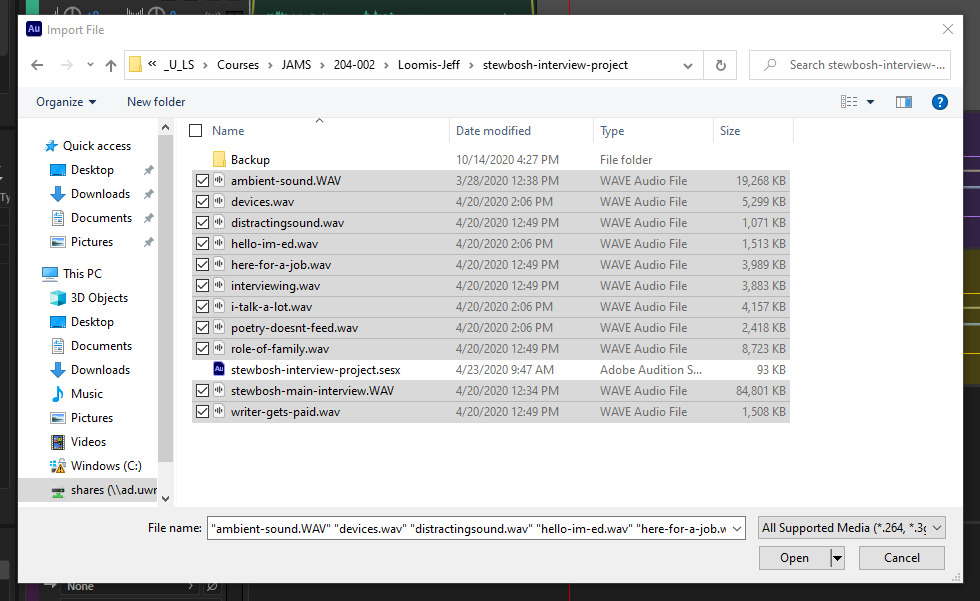 Au Import File
« _U_LS › Courses › JAMS › 204-002 › Loomis-Jeff › stewbosh-interview-project
Search stewbosh-interview-...
Organize New folder ?
Name Date modified Type Size
Quick access
Desktop
Downloads
Documents
Pictures
This PC
3D Objects
Desktop
Documents
Downloads
Music
Pictures
Videos
Windows (C:)
shares (\\ad.uwr
Backup 10/14/2020 4:27 PM File folder
ambient-sound.WAV 3/28/2020 12:38 PM WAVE Audio File 19,268 KB
devices.wav 4/20/2020 2:06 PM WAVE Audio File 5,299 KB
distractingsound.wav 4/20/2020 12:49 PM WAVE Audio File 1,071 KB
hello-im-ed.wav 4/20/2020 2:06 PM WAVE Audio File 1,513 KB
here-for-a-job.wav 4/20/2020 12:49 PM WAVE Audio File 3,989 KB
interviewing.wav 4/20/2020 12:49 PM WAVE Audio File 3,883 KB
i-talk-a-lot.wav 4/20/2020 2:06 PM WAVE Audio File 4,157 KB
poetry-doesnt-feed.wav 4/20/2020 2:06 PM WAVE Audio File 2,418 KB
role-of-family.wav 4/20/2020 12:49 PM WAVE Audio File 8,723 KB
Au stewbosh-interview-project.sesx 4/23/2020 9:47 AM Adobe Audition S... 93 KB
stewbosh-main-interview.WAV 4/20/2020 12:34 PM WAVE Audio File 84,801 KB
writer-gets-paid.wav 4/20/2020 12:49 PM WAVE Audio File 1,508 KB
File name: "ambient-sound.WAV" "devices.wav" "distractingsound.wav" "hello-im-ed.wav" "here-for-a-job.w
All Supported Media (*.264, *.3g
Open Cancel
Ty
None